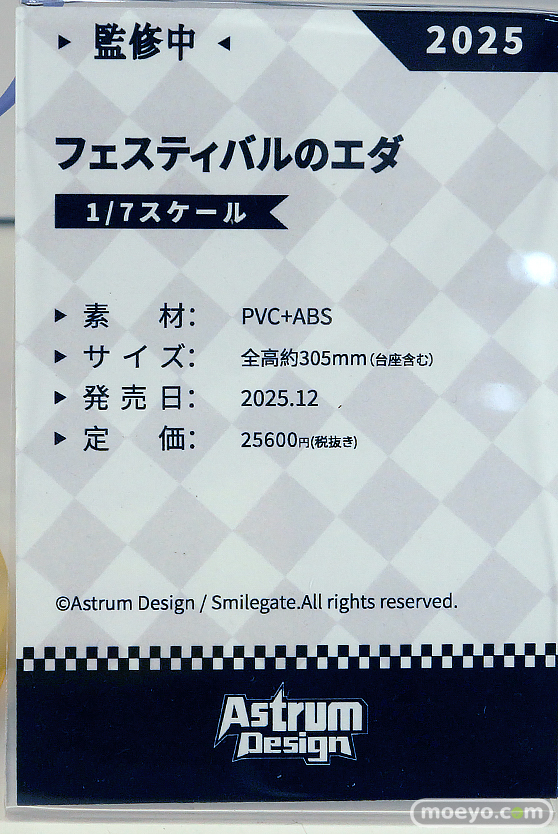 ▶ 監修中 ◀
2025
フェスティバルのエダ
1/7スケール
▶ 素 材： PVC+ABS
▶ サイズ： 全高約305mm(台座含む)
▶ 発売日： 2025.12
▶ 定 価： 25600円(税抜き)
©Astrum Design / Smilegate.All rights reserved.
Astrum
Design
moeyo.com